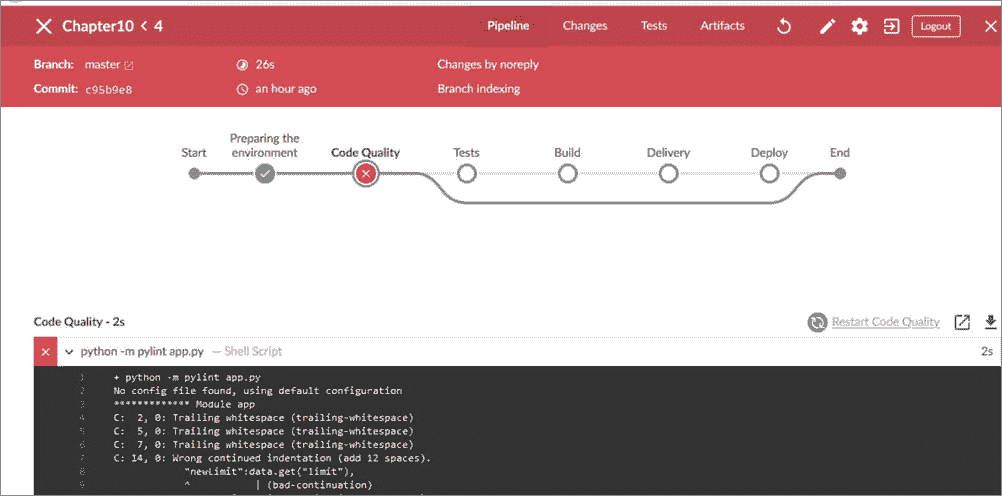 Chapter10 < 4
Pipeline Changes Tests Artifacts Logout
Branch: master 26s Changes by noreply
Commit: c95b9e8 an hour ago Branch indexing
Preparing the
Start environment Code Quality Tests Build Delivery Deploy End
Code Quality - 2s Restart Code Quality
python -m pylint app.py — Shell Script 2s
1 + python -m pylint app.py
2 No config file found, using default configuration
3 ************* Module app
4 C: 2, 0: Trailing whitespace (trailing-whitespace)
5 C: 5, 0: Trailing whitespace (trailing-whitespace)
6 C: 7, 0: Trailing whitespace (trailing-whitespace)
7 C: 14, 0: Wrong continued indentation (add 12 spaces).
8 "newLimit":data.get("limit"),
9 ^ | (bad-continuation)